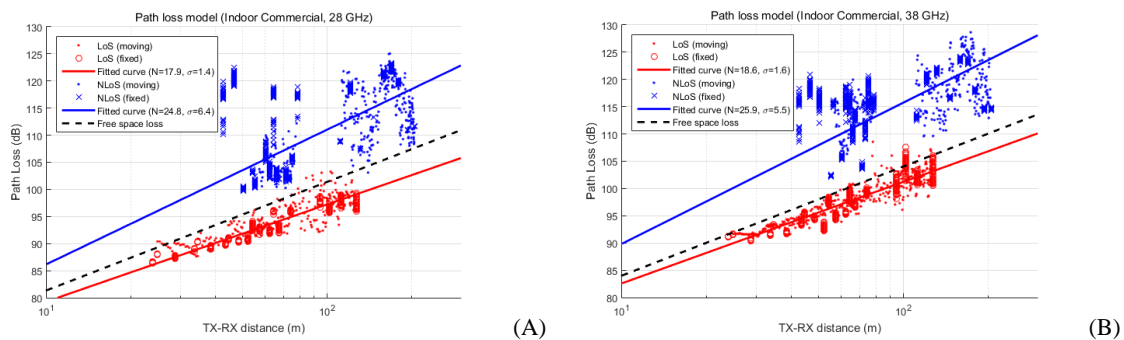 Path loss model (Indoor Commercial, 28 GHz)
130
125
120
115
110
105
100
95
90
85
80
Path Loss (dB)
LoS (moving)
LoS (fixed)
Fitted curve (N=17.9, σ=1.4)
NLoS (moving)
NLoS (fixed)
Fitted curve (N=24.8, σ=6.4)
Free space loss
10^1
10^2
TX-RX distance (m)
(A)
Path loss model (Indoor Commercial, 38 GHz)
130
125
120
115
110
105
100
95
90
85
80
Path Loss (dB)
LoS (moving)
LoS (fixed)
Fitted curve (N=18.6, σ=1.6)
NLoS (moving)
NLoS (fixed)
Fitted curve (N=25.9, σ=5.5)
Free space loss
10^1
10^2
TX-RX distance (m)
(B)